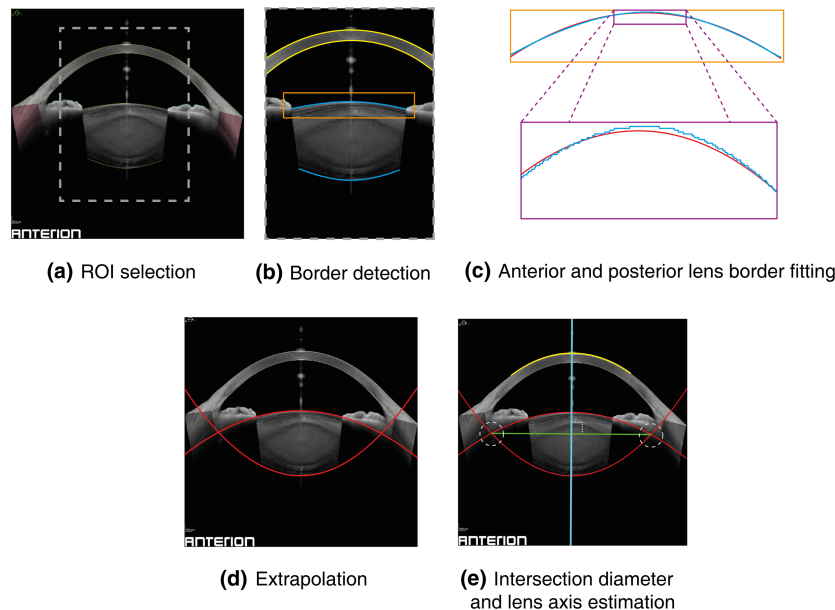 ANTERION
(a) ROI selection
(b) Border detection
(c) Anterior and posterior lens border fitting
ANTERION
ANTERION
(d) Extrapolation
(e) Intersection diameter
and lens axis estimation